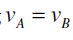 ; v_A = v_B